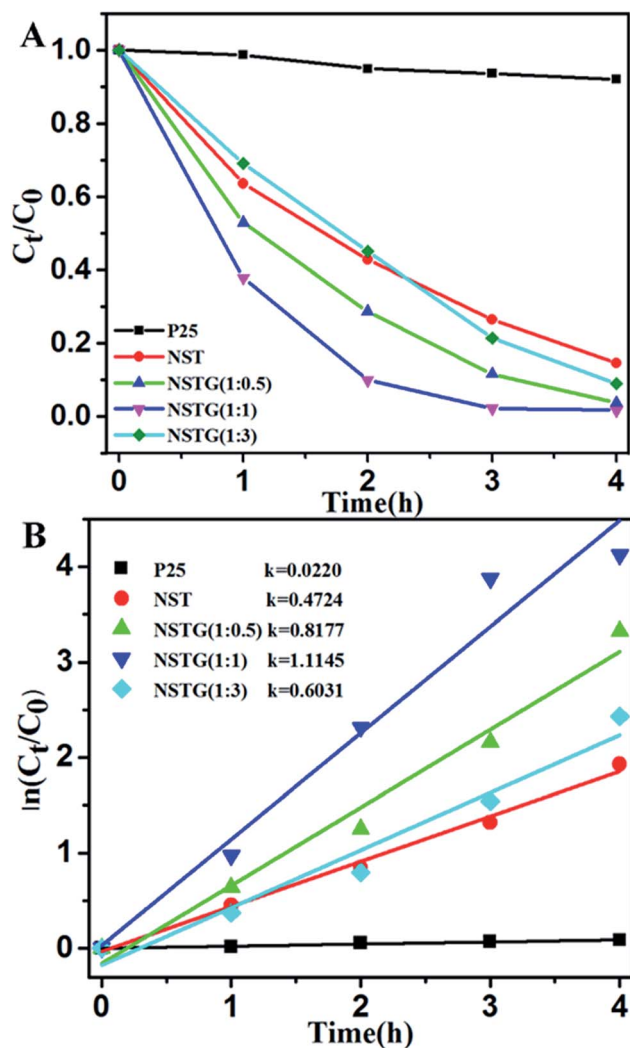 A
1.0
0.8
0.6
0.4
0.2
0.0
Ct/C0
P25
NST
NSTG(1:0.5)
NSTG(1:1)
NSTG(1:3)
0 1 2 3 4
Time(h)
B
4
3
2
1
0
ln(Ct/C0)
P25 k=0.0220
NST k=0.4724
NSTG(1:0.5) k=0.8177
NSTG(1:1) k=1.1145
NSTG(1:3) k=0.6031
0 1 2 3 4
Time(h)